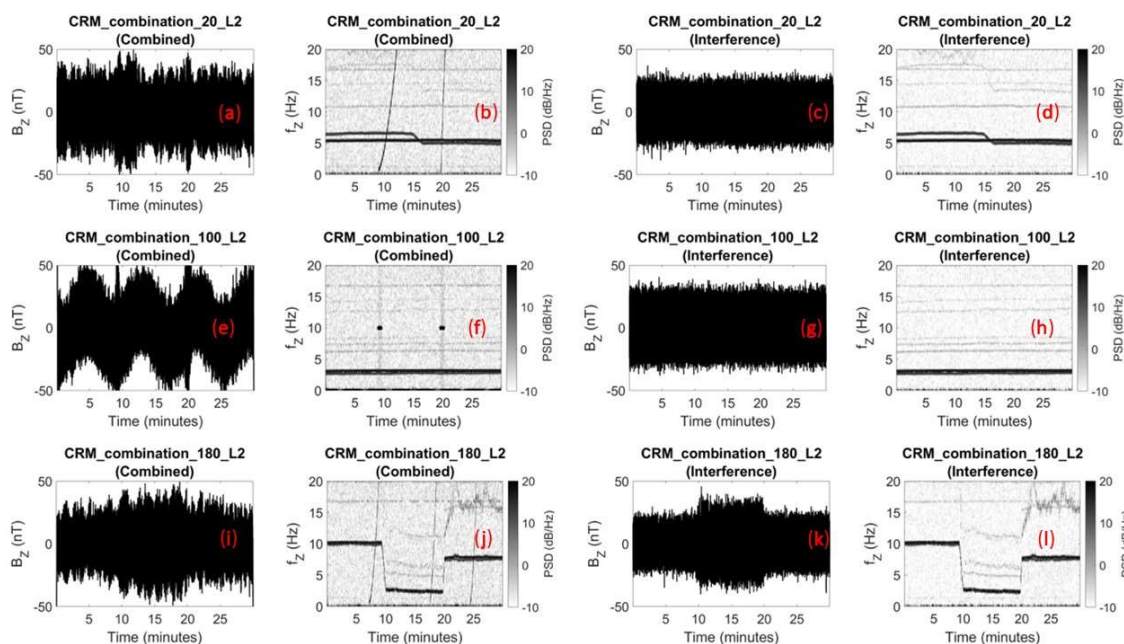 CRM_combination_20_L2
(Combined)
B_Z (nT)
50
0
-50
5 10 15 20 25
Time (minutes)
(a)
CRM_combination_20_L2
(Combined)
f_Z (Hz)
20
15
10
5
0
5 10 15 20 25
Time (minutes)
(b)
20
10
0
-10
PSD (dB/Hz)
CRM_combination_20_L2
(Interference)
B_Z (nT)
50
0
-50
5 10 15 20 25
Time (minutes)
(c)
CRM_combination_20_L2
(Interference)
f_Z (Hz)
20
15
10
5
0
5 10 15 20 25
Time (minutes)
(d)
20
10
0
-10
PSD (dB/Hz)
CRM_combination_100_L2
(Combined)
B_Z (nT)
50
0
-50
5 10 15 20 25
Time (minutes)
(e)
CRM_combination_100_L2
(Combined)
f_Z (Hz)
20
15
10
5
0
5 10 15 20 25
Time (minutes)
(f)
20
10
0
-10
PSD (dB/Hz)
CRM_combination_100_L2
(Interference)
B_Z (nT)
50
0
-50
5 10 15 20 25
Time (minutes)
(g)
CRM_combination_100_L2
(Interference)
f_Z (Hz)
20
15
10
5
0
5 10 15 20 25
Time (minutes)
(h)
20
10
0
-10
PSD (dB/Hz)
CRM_combination_180_L2
(Combined)
B_Z (nT)
50
0
-50
5 10 15 20 25
Time (minutes)
(i)
CRM_combination_180_L2
(Combined)
f_Z (Hz)
20
15
10
5
0
5 10 15 20 25
Time (minutes)
(j)
20
10
0
-10
PSD (dB/Hz)
CRM_combination_180_L2
(Interference)
B_Z (nT)
50
0
-50
5 10 15 20 25
Time (minutes)
(k)
CRM_combination_180_L2
(Interference)
f_Z (Hz)
20
15
10
5
0
5 10 15 20 25
Time (minutes)
(l)
20
10
0
-10
PSD (dB/Hz)